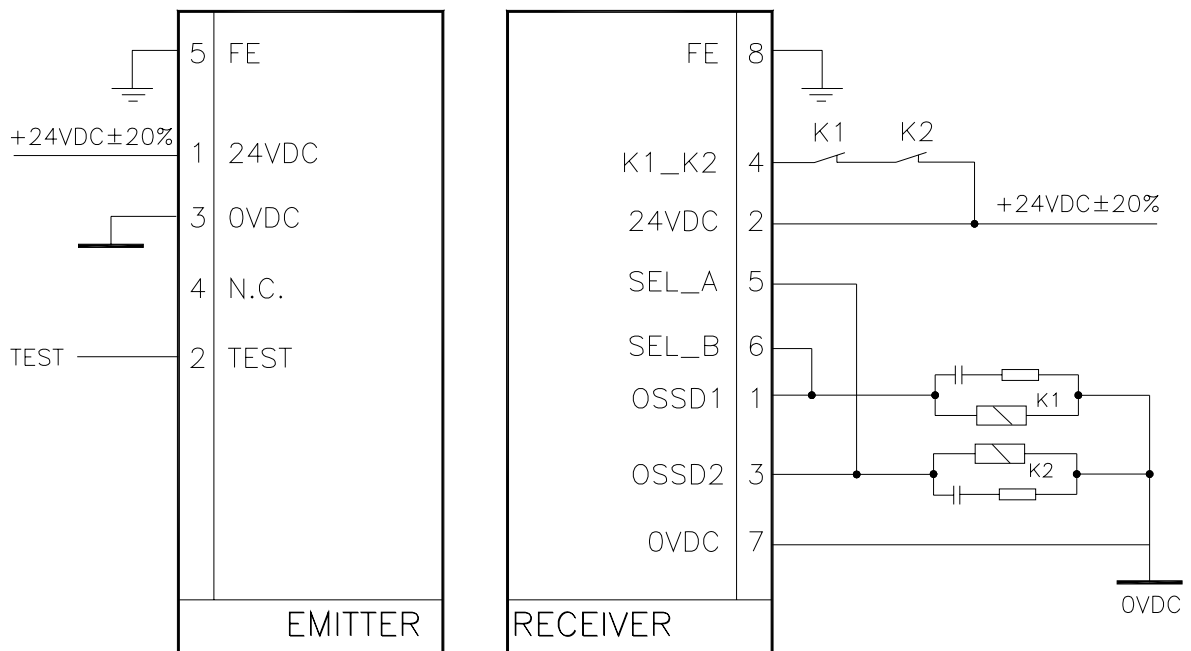 5 FE
+24VDC±20%
1 24VDC
3 0VDC
4 N.C.
TEST 2 TEST
EMITTER
FE 8
K1 K2
K1_K2 4
24VDC 2 +24VDC±20%
SEL_A 5
SEL_B 6
OSSD1 1 K1
OSSD2 3 K2
0VDC 7
0VDC
RECEIVER